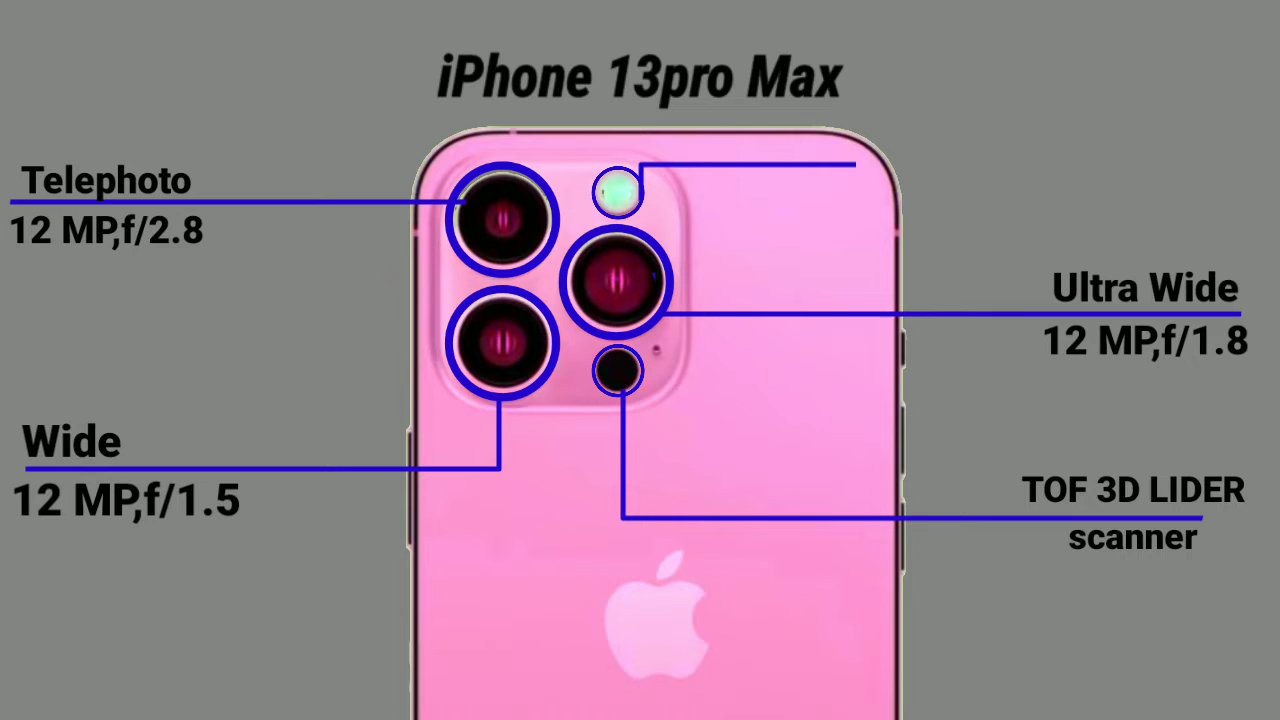 iPhone 13pro Max
Telephoto
12 MP,f/2.8
Ultra Wide
12 MP,f/1.8
Wide
12 MP,f/1.5
TOF 3D LIDER
scanner